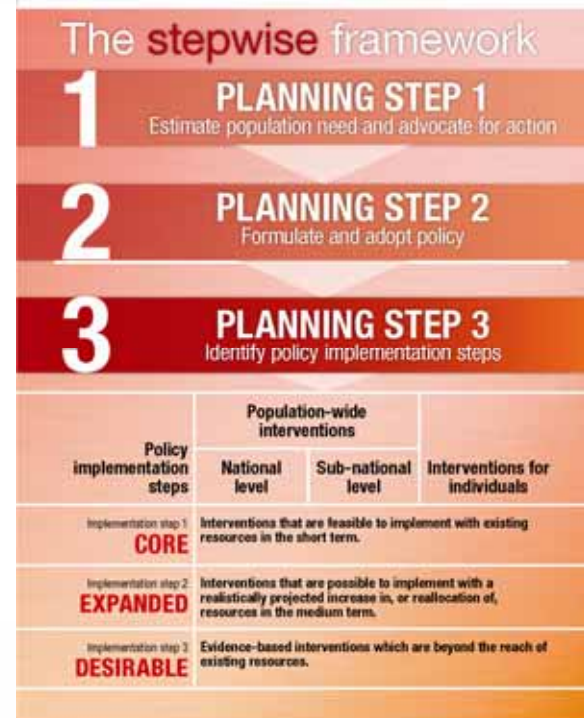 The stepwise framework
1
PLANNING STEP 1
Estimate population need and advocate for action
2
PLANNING STEP 2
Formulate and adopt policy
3
PLANNING STEP 3
Identify policy implementation steps
Policy
implementation
steps
Population-wide
interventions
National
level
Sub-national
level
Interventions for
individuals
Implementation step 1
CORE
Interventions that are feasible to implement with existing
resources in the short term.
Implementation step 2
EXPANDED
Interventions that are possible to implement with a
realistically projected increase in, or reallocation of,
resources in the medium term.
Implementation step 3
DESIRABLE
Evidence-based interventions which are beyond the reach of
existing resources.